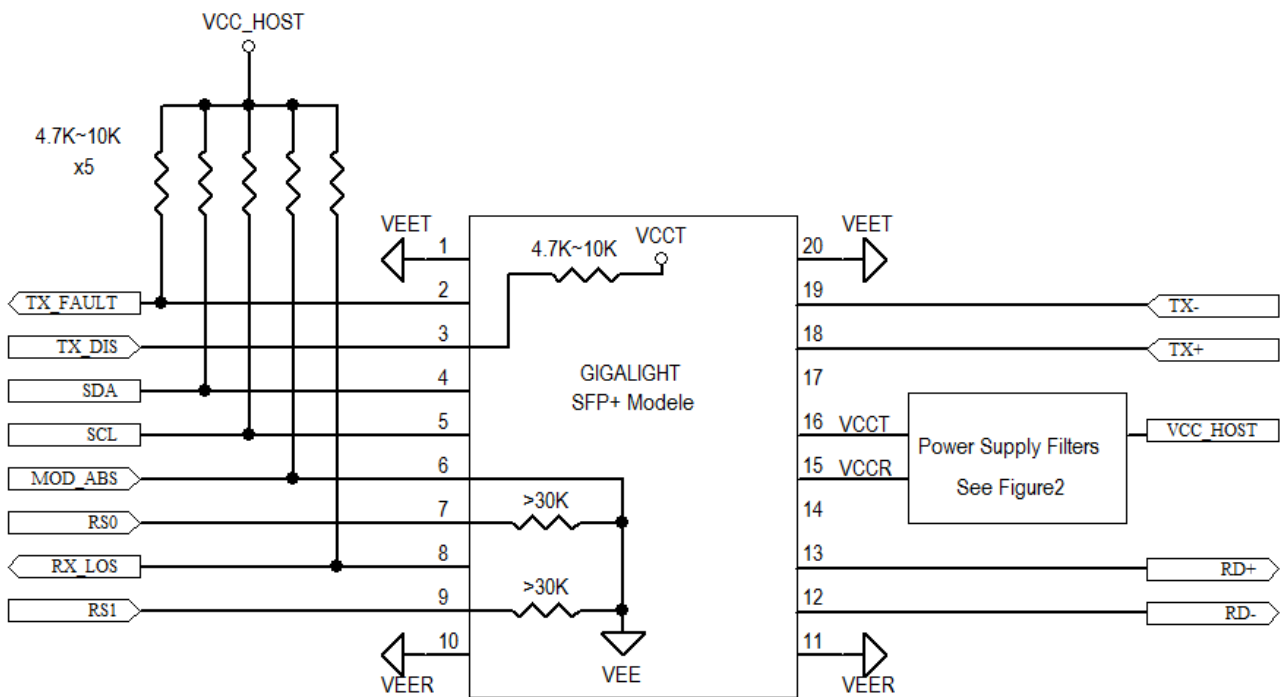 VCC_HOST
4.7K~10K
x5
VEET
1
4.7K~10K
VCCT
20
VEET
TX_FAULT
2
19
TX-
TX_DIS
3
18
TX+
SDA
4
GIGALIGHT
SFP+ Modele
17
SCL
5
16
VCCT
Power Supply Filters
See Figure2
VCC_HOST
MOD_ABS
6
15
VCCR
RS0
7
>30K
14
RX_LOS
8
13
RD+
RS1
9
>30K
12
RD-
10
VEER
VEE
11
VEER